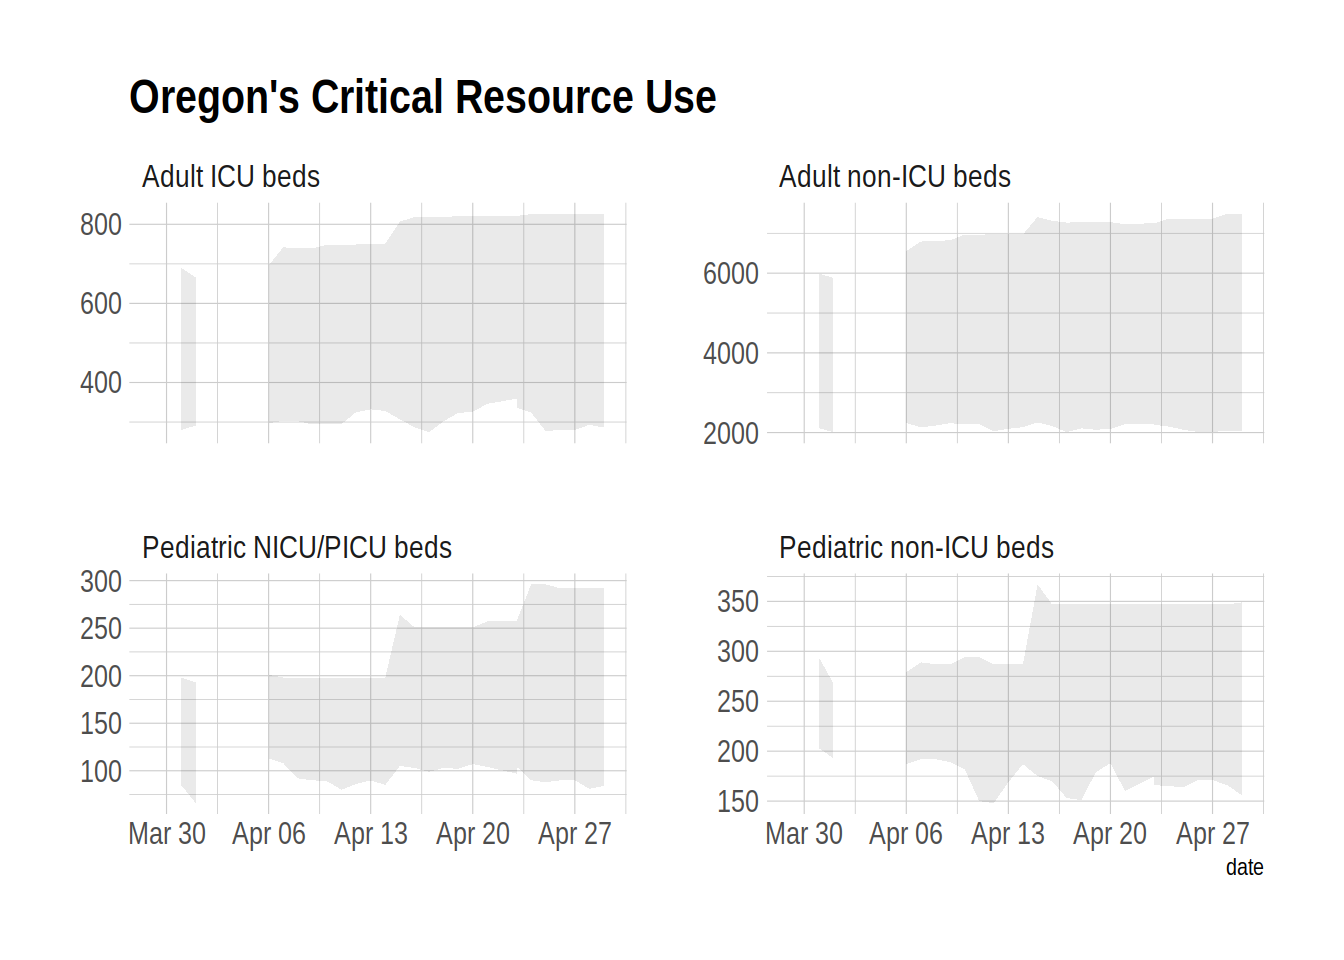 Oregon's Critical Resource Use
Adult ICU beds
Adult non-ICU beds
800
600
400
6000
4000
2000
Pediatric NICU/PICU beds
Pediatric non-ICU beds
300
250
200
150
100
350
300
250
200
150
Mar 30 Apr 06 Apr 13 Apr 20 Apr 27
Mar 30 Apr 06 Apr 13 Apr 20 Apr 27
date